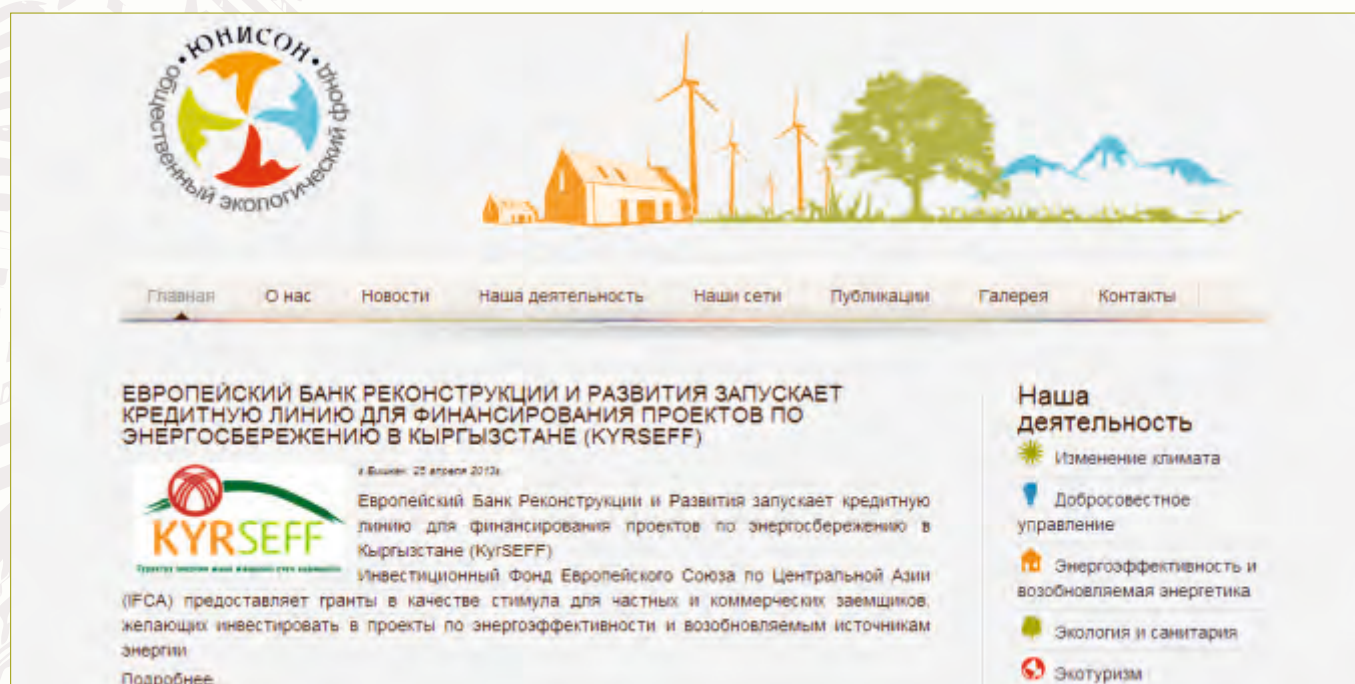 •ЮНИСОН•
общественный экологический фонд
Главная О нас Новости Наша деятельность Наши сети Публикации Галерея Контакты
ЕВРОПЕЙСКИЙ БАНК РЕКОНСТРУКЦИИ И РАЗВИТИЯ ЗАПУСКАЕТ
КРЕДИТНУЮ ЛИНИЮ ДЛЯ ФИНАНСИРОВАНИЯ ПРОЕКТОВ ПО
ЭНЕРГОСБЕРЕЖЕНИЮ В КЫРГЫЗСТАНЕ (KYRSEFF)
KYRSEFF
г.Бишкек, 25 апреля 2013г.
Европейский Банк Реконструкции и Развития запускает кредитную
линию для финансирования проектов по энергосбережению в
Кыргызстане (KyrSEFF)
Инвестиционный Фонд Европейского Союза по Центральной Азии
(IFCA) предоставляет гранты в качестве стимула для частных и коммерческих заемщиков,
желающих инвестировать в проекты по энергоэффективности и возобновляемым источникам
энергии
Подробнее
Наша
деятельность
Изменение климата
Добросовестное
управление
Энергоэффективность и
возобновляемая энергетика
Экология и санитария
Экотуризм